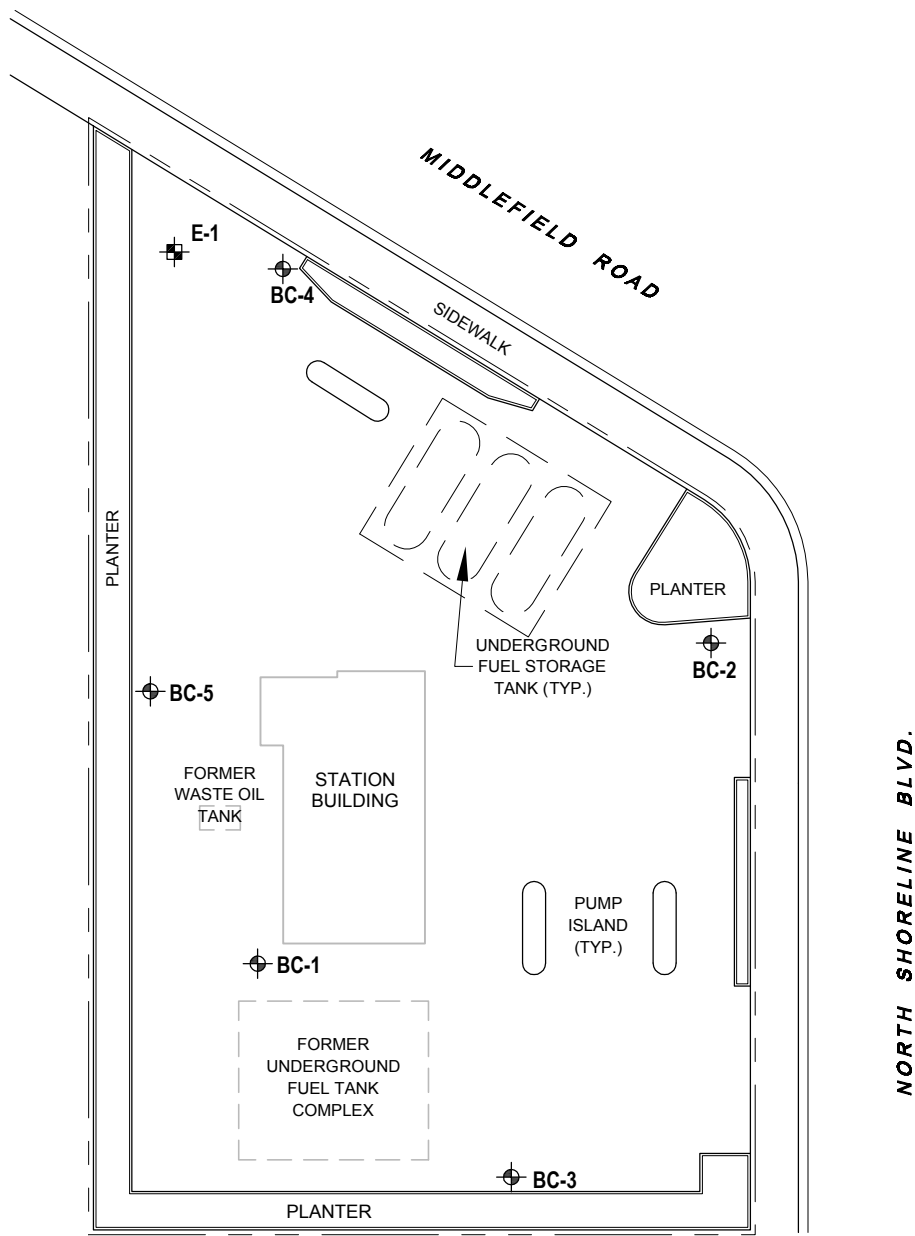 MIDDLEFIELD ROAD
E-1
BC-4
SIDEWALK
PLANTER
PLANTER
UNDERGROUND
FUEL STORAGE
TANK (TYP.)
BC-2
BC-5
FORMER
WASTE OIL
TANK
STATION
BUILDING
NORTH SHORELINE BLVD.
PUMP
ISLAND
(TYP.)
BC-1
FORMER
UNDERGROUND
FUEL TANK
COMPLEX
BC-3
PLANTER